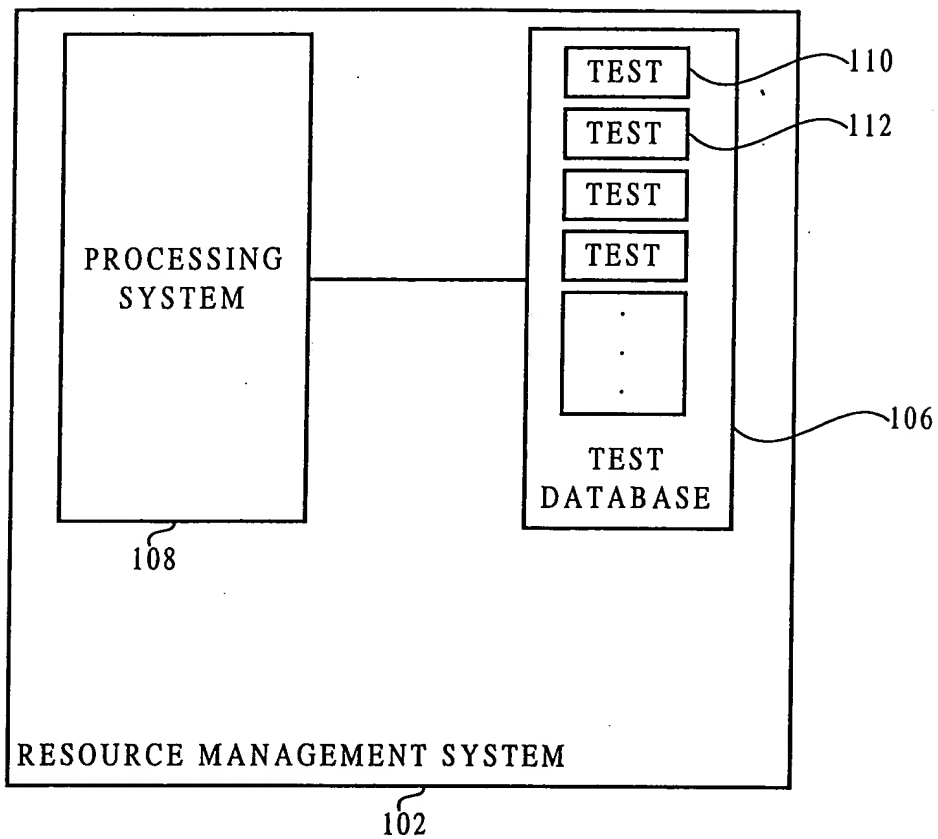 TEST
110
TEST
112
TEST
TEST
PROCESSING
SYSTEM
.
.
.
106
TEST
DATABASE
108
RESOURCE MANAGEMENT SYSTEM
102